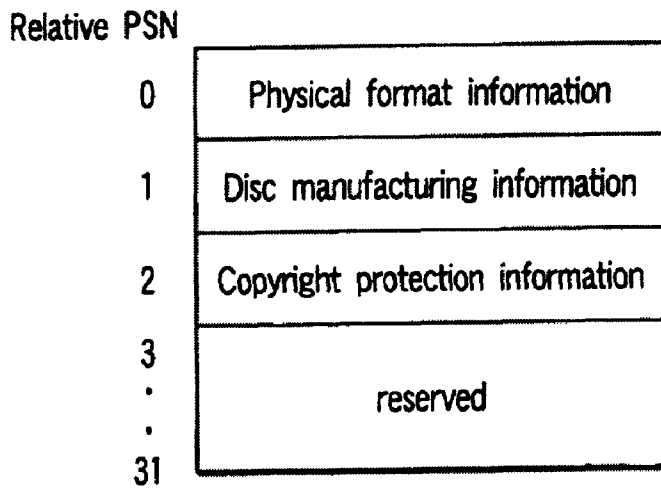 Relative PSN
0 Physical format information
1 Disc manufacturing information
2 Copyright protection information
3
.
. reserved
31